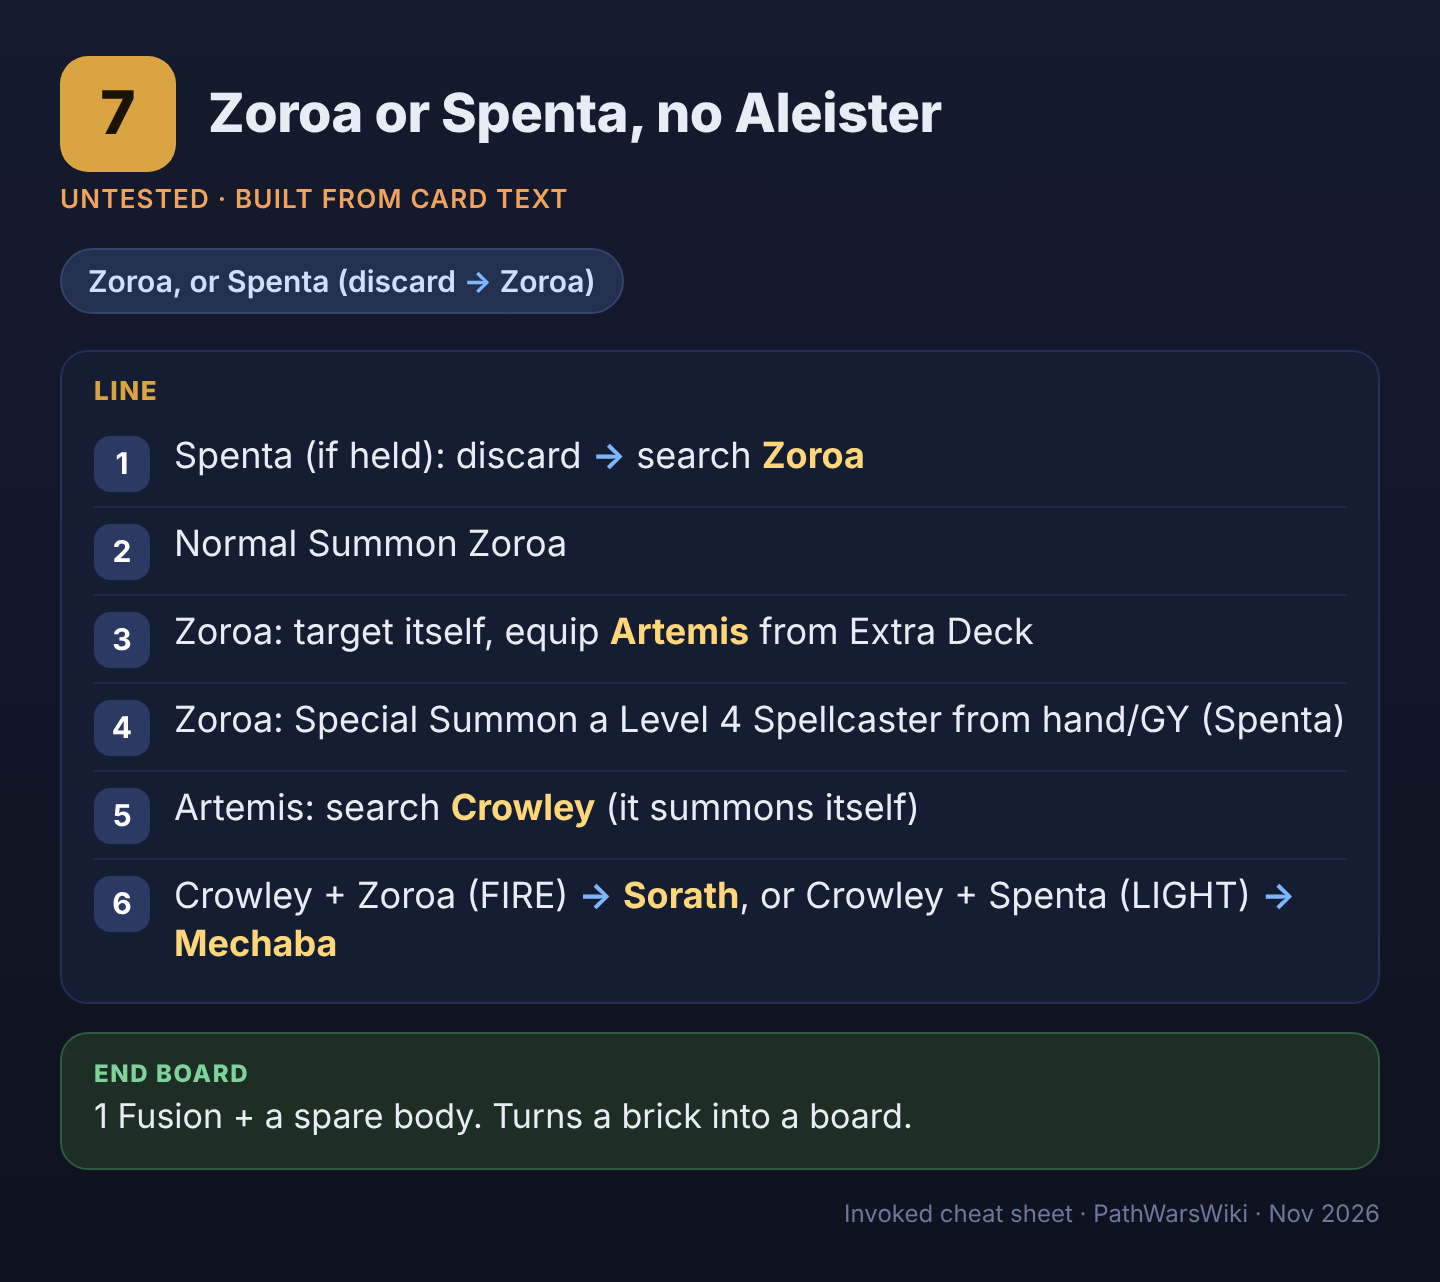 7
Zoroa or Spenta, no Aleister
UNTESTED · BUILT FROM CARD TEXT
Zoroa, or Spenta (discard → Zoroa)
LINE
1 Spenta (if held): discard → search Zoroa
2 Normal Summon Zoroa
3 Zoroa: target itself, equip Artemis from Extra Deck
4 Zoroa: Special Summon a Level 4 Spellcaster from hand/GY (Spenta)
5 Artemis: search Crowley (it summons itself)
6 Crowley + Zoroa (FIRE) → Sorath, or Crowley + Spenta (LIGHT) →
Mechaba
END BOARD
1 Fusion + a spare body. Turns a brick into a board.
Invoked cheat sheet · PathWarsWiki · Nov 2026